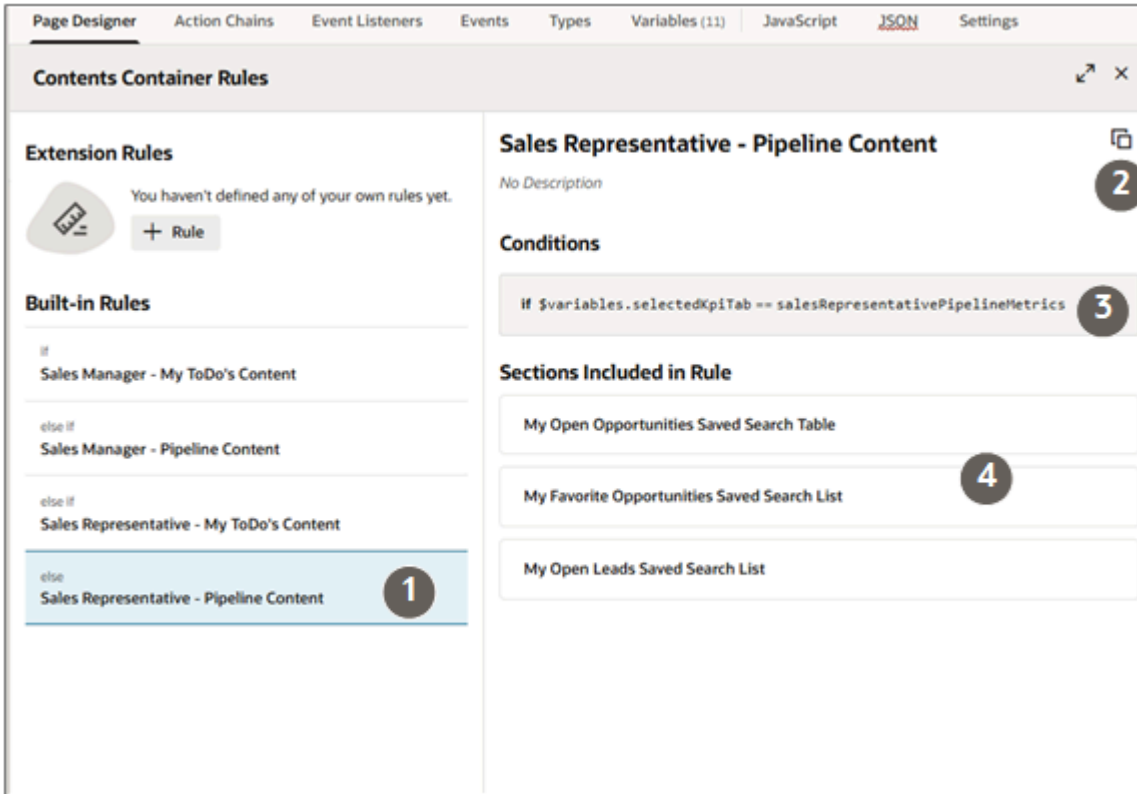 Page Designer Action Chains Event Listeners Events Types Variables (11) JavaScript JSON Settings
Contents Container Rules
Extension Rules
You haven't defined any of your own rules yet.
+ Rule
Built-in Rules
if
Sales Manager - My ToDo's Content
else if
Sales Manager - Pipeline Content
else if
Sales Representative - My ToDo's Content
else
Sales Representative - Pipeline Content
1
Sales Representative - Pipeline Content
2
No Description
Conditions
if $variables.selectedKpiTab == salesRepresentativePipelineMetrics
3
Sections Included in Rule
My Open Opportunities Saved Search Table
4
My Favorite Opportunities Saved Search List
My Open Leads Saved Search List